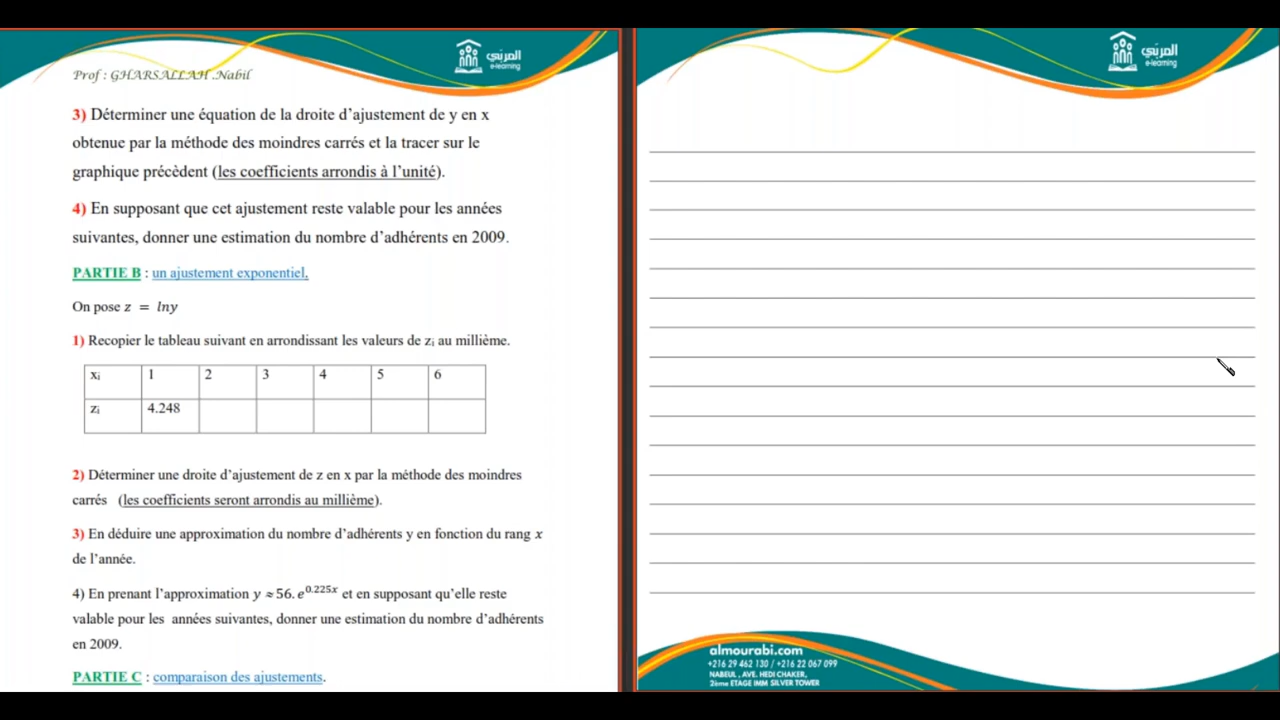 Prof : GHARSALLAH .Nabil
المربّي
e-learning
3) Déterminer une équation de la droite d'ajustement de y en x
obtenue par la méthode des moindres carrés et la tracer sur le
graphique précèdent (les coefficients arrondis à l'unité).
4) En supposant que cet ajustement reste valable pour les années
suivantes, donner une estimation du nombre d'adhérents en 2009.
PARTIE B : un ajustement exponentiel.
On pose z = lny
1) Recopier le tableau suivant en arrondissant les valeurs de zᵢ au millième.
xᵢ 1 2 3 4 5 6
zᵢ 4.248
2) Déterminer une droite d'ajustement de z en x par la méthode des moindres
carrés (les coefficients seront arrondis au millième).
3) En déduire une approximation du nombre d'adhérents y en fonction du rang x
de l'année.
4) En prenant l'approximation y ≈ 56. e^0.225x et en supposant qu'elle reste
valable pour les années suivantes, donner une estimation du nombre d'adhérents
en 2009.
PARTIE C : comparaison des ajustements.
المربّي
e-learning
almourabi.com
+216 29 462 130 / +216 22 067 099
NABEUL , AVE. HEDI CHAKER,
2ème ETAGE IMM SILVER TOWER